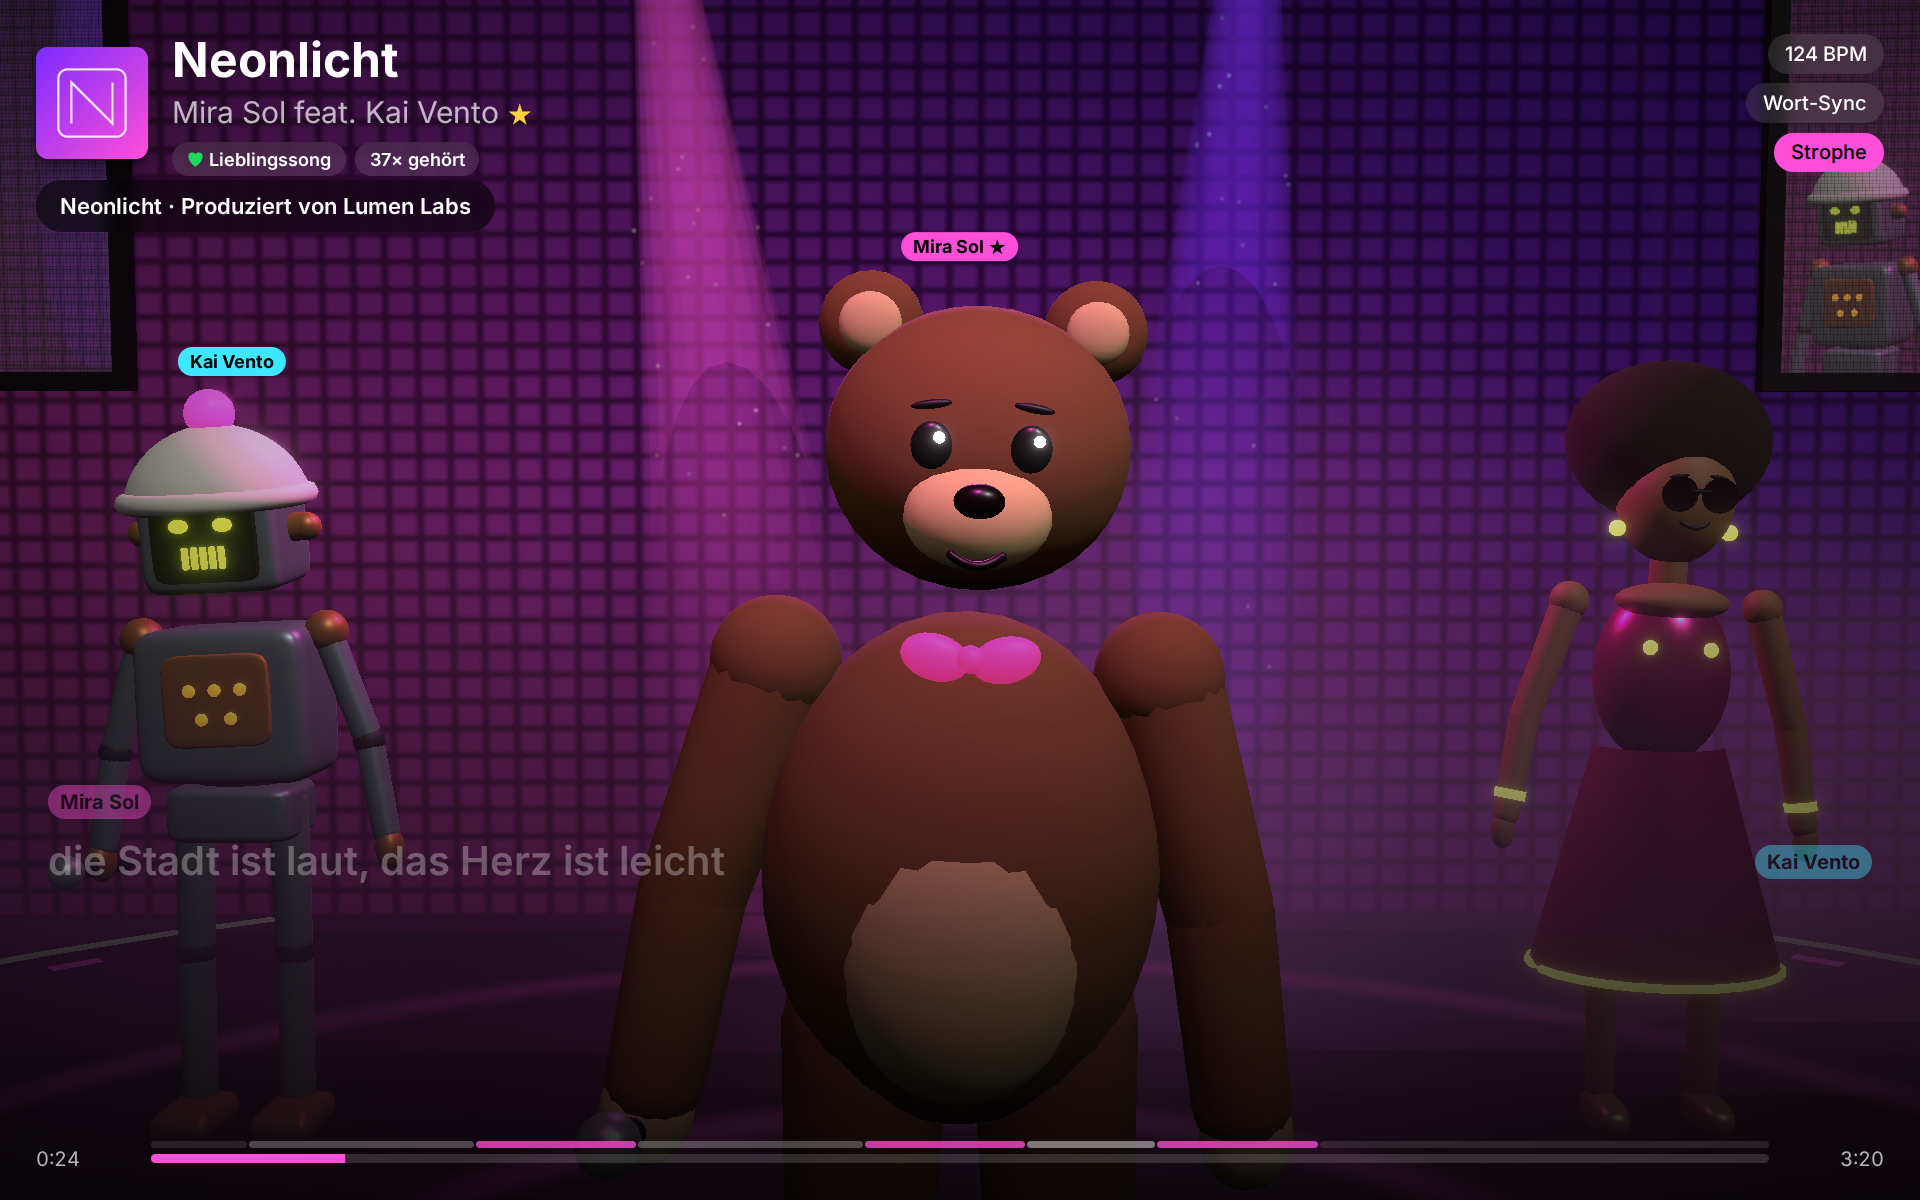 N
Neonlicht
Mira Sol feat. Kai Vento ★
Lieblingssong
37× gehört
Neonlicht · Produziert von Lumen Labs
124 BPM
Wort-Sync
Strophe
Mira Sol ★
Kai Vento
Mira Sol
die Stadt ist laut, das Herz ist leicht
Kai Vento
0:24
3:20